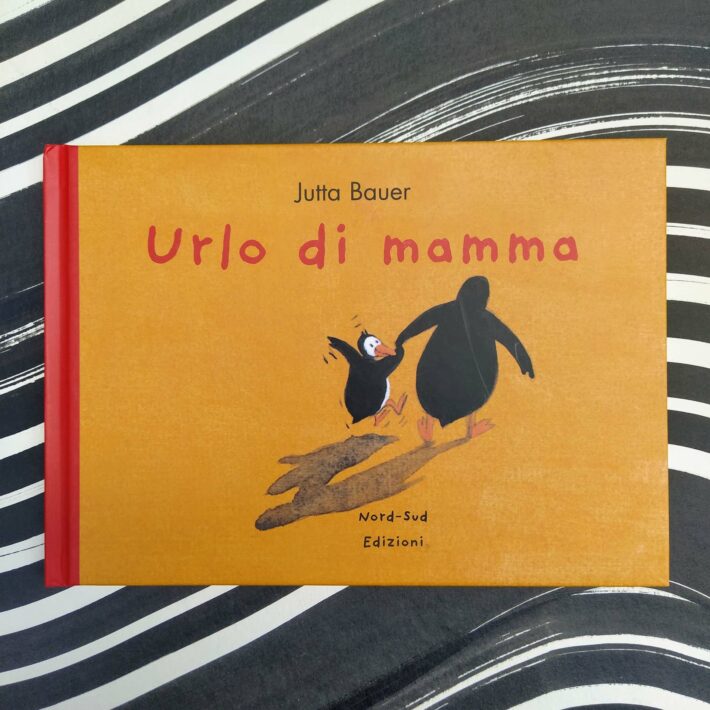 Jutta Bauer
Urlo di mamma
Nord-Sud
Edizioni